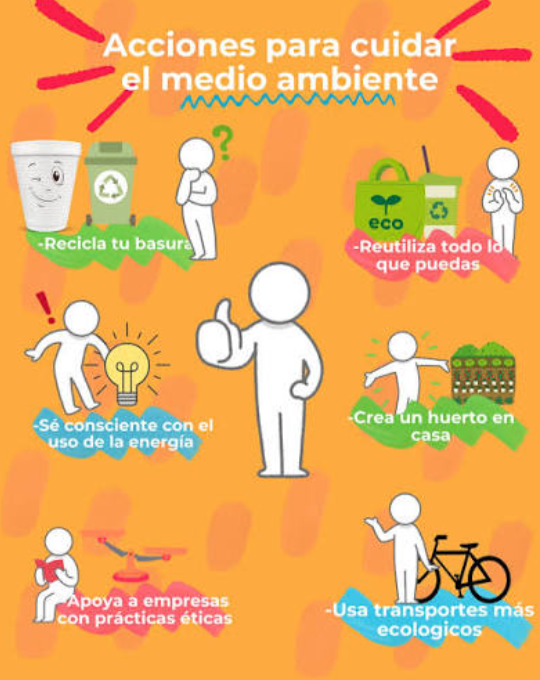 Acciones para cuidar
el medio ambiente
-Recicla tu basura
eco
-Reutiliza todo lo
que puedas
-Sé consciente con el
uso de la energía
-Crea un huerto en
casa
-Apoya a empresas
con prácticas éticas
-Usa transportes más
ecologicos